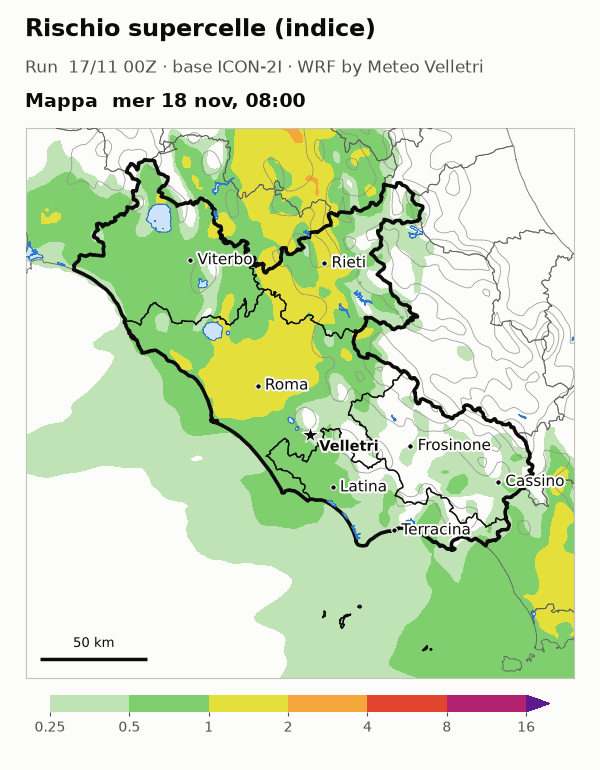 Rischio supercelle (indice)
Run  17/11 00Z · base ICON-2I · WRF by Meteo Velletri
Mappa  mer 18 nov, 08:00
Viterbo
Rieti
Roma
Velletri
Frosinone
Cassino
Latina
Terracina
50 km
0.25 0.5 1 2 4 8 16